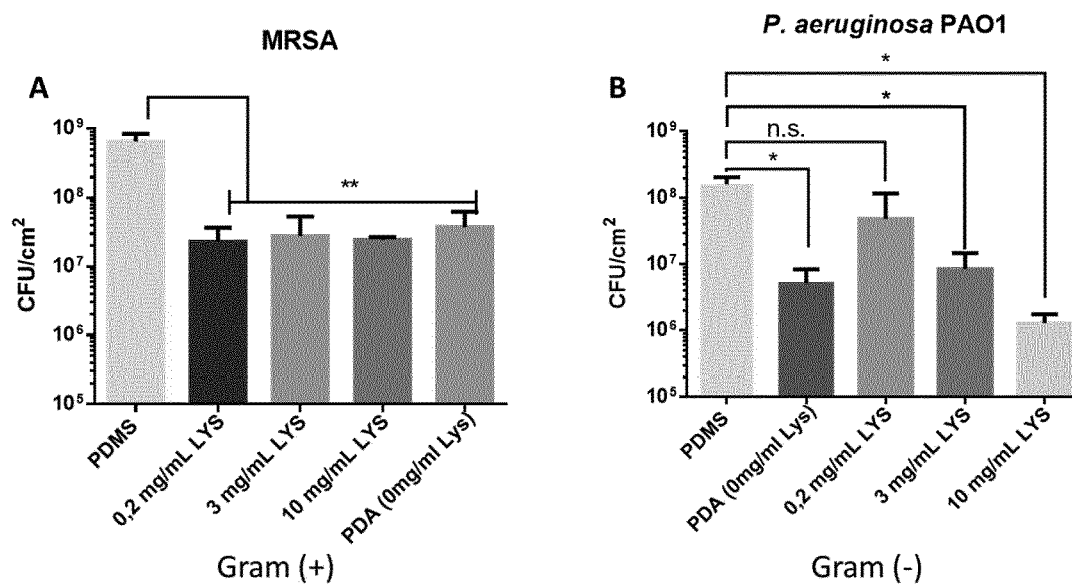 MRSA
A
**
CFU/cm²
10⁹
10⁸
10⁷
10⁶
10⁵
PDMS
0,2 mg/mL LYS
3 mg/mL LYS
10 mg/mL LYS
PDA (0mg/ml Lys)
Gram (+)
P. aeruginosa PAO1
B
*
*
n.s.
*
CFU/cm²
10⁹
10⁸
10⁷
10⁶
10⁵
PDMS
PDA (0mg/ml Lys)
0,2 mg/mL LYS
3 mg/mL LYS
10 mg/mL LYS
Gram (-)